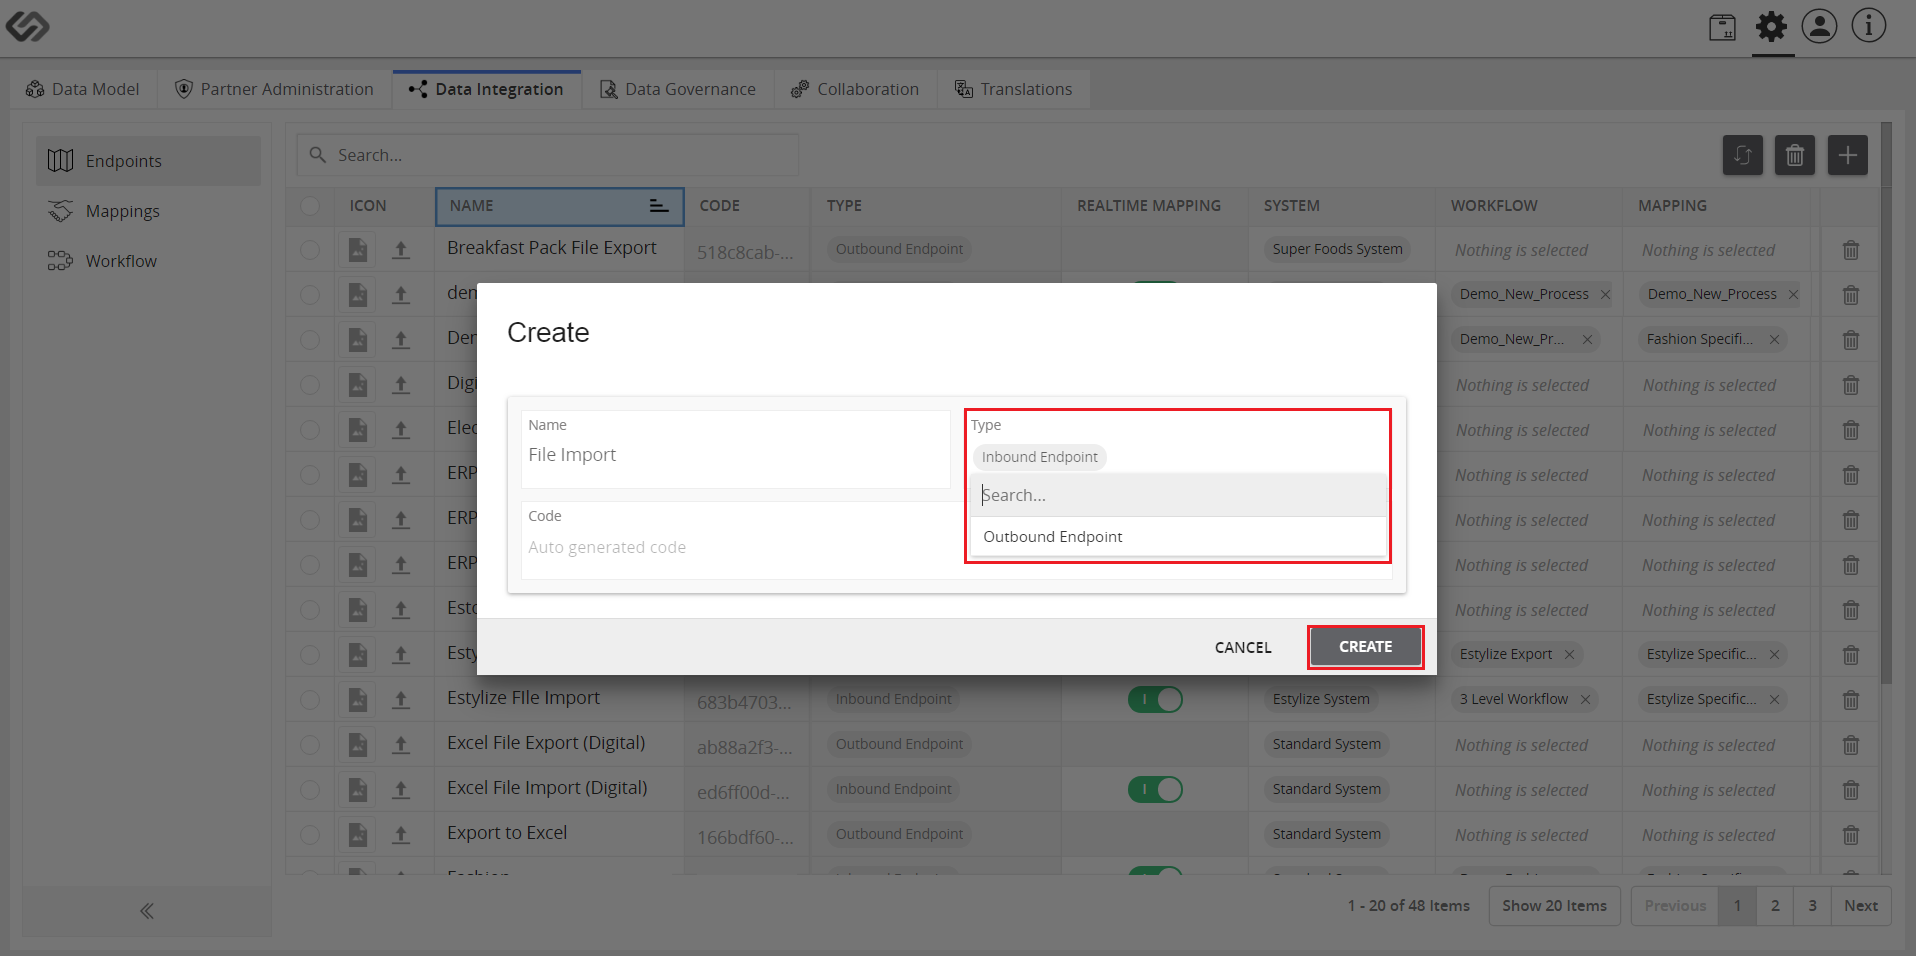 Data Model Partner Administration Data Integration Data Governance Collaboration Translations
Endpoints
Mappings
Workflow
Search...
ICON NAME CODE TYPE REALTIME MAPPING SYSTEM WORKFLOW MAPPING
Breakfast Pack File Export 518c8cab-... Outbound Endpoint Super Foods System Nothing is selected Nothing is selected
den Demo_New_Process Demo_New_Process
Der Demo_New_Pr... Fashion Specifi...
Digi Nothing is selected Nothing is selected
Elec Nothing is selected Nothing is selected
ERP Nothing is selected Nothing is selected
ERP Nothing is selected Nothing is selected
ERP Nothing is selected Nothing is selected
Esto Nothing is selected Nothing is selected
Esty Estylize Export Estylize Specific...
Create
Name
File Import
Type
Inbound Endpoint
Search...
Outbound Endpoint
Code
Auto generated code
CANCEL CREATE
Estylize FIle Import 683b4703... Inbound Endpoint Estylize System 3 Level Workflow Estylize Specific...
Excel File Export (Digital) ab88a2f3-... Outbound Endpoint Standard System Nothing is selected Nothing is selected
Excel File Import (Digital) ed6ff00d-... Inbound Endpoint Standard System Nothing is selected Nothing is selected
Export to Excel 166bdf60-... Outbound Endpoint Standard System Nothing is selected Nothing is selected
1 - 20 of 48 Items Show 20 Items Previous 1 2 3 Next